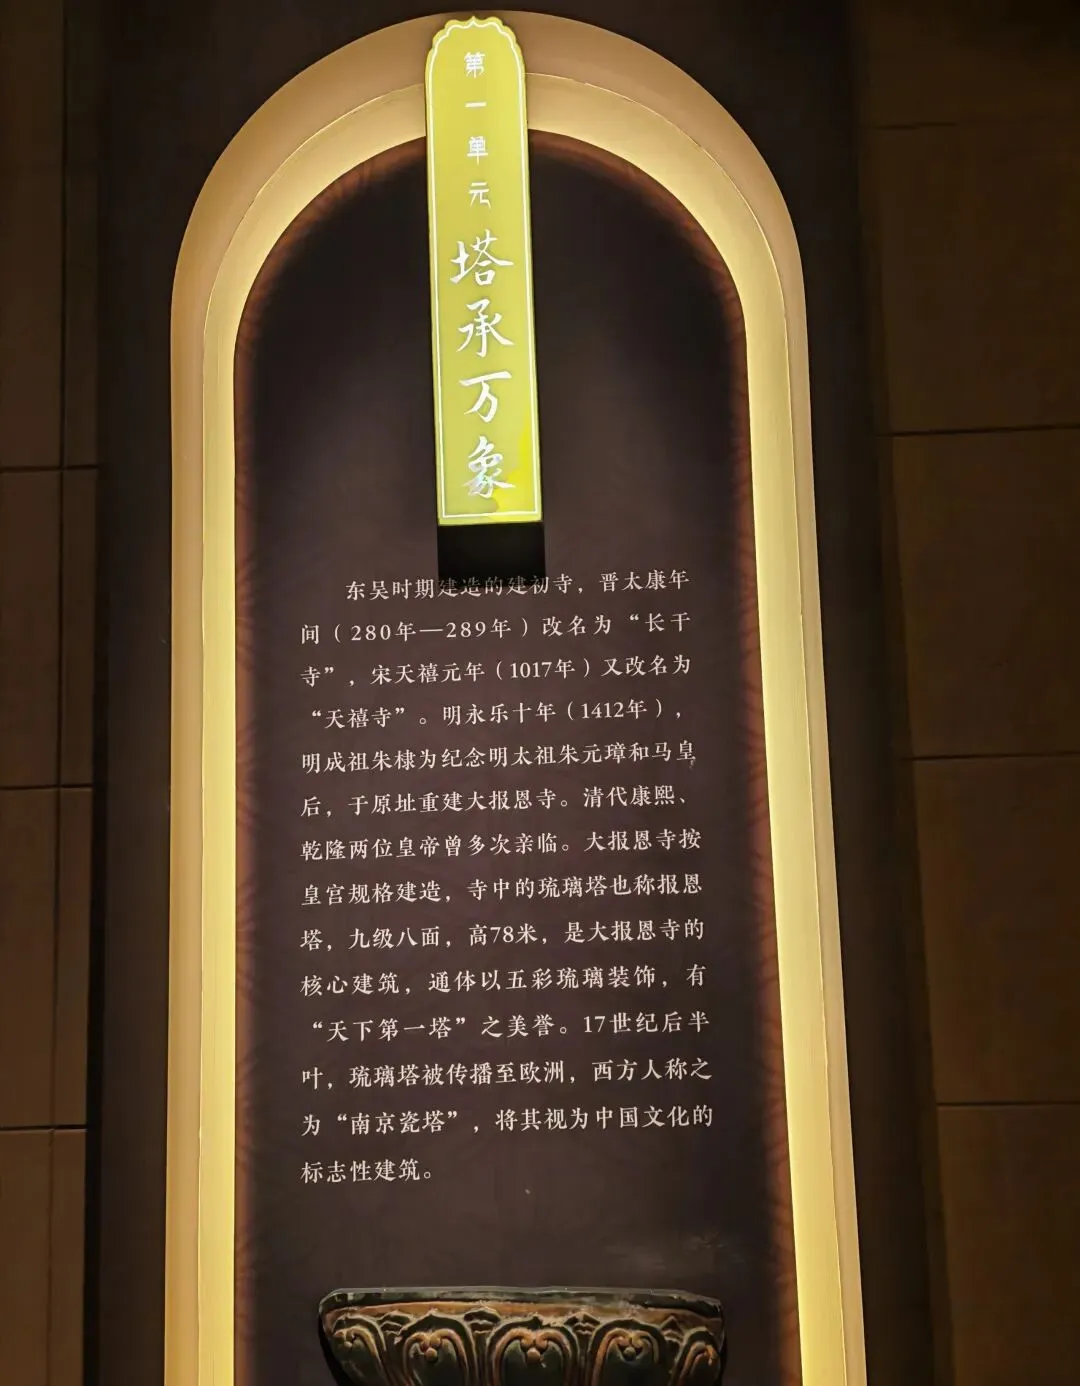 第一单元
塔承万象
东吴时期建造的建初寺，晋太康年
间（280年—289年）改名为“长干
寺”，宋天禧元年（1017年）又改名为
“天禧寺”。明永乐十年（1412年），
明成祖朱棣为纪念明太祖朱元璋和马皇
后，于原址重建大报恩寺。清代康熙、
乾隆两位皇帝曾多次亲临。大报恩寺按
皇宫规格建造，寺中的琉璃塔也称报恩
塔，九级八面，高78米，是大报恩寺的
核心建筑，通体以五彩琉璃装饰，有
“天下第一塔”之美誉。17世纪后半
叶，琉璃塔被传播至欧洲，西方人称之
为“南京瓷塔”，将其视为中国文化的
标志性建筑。